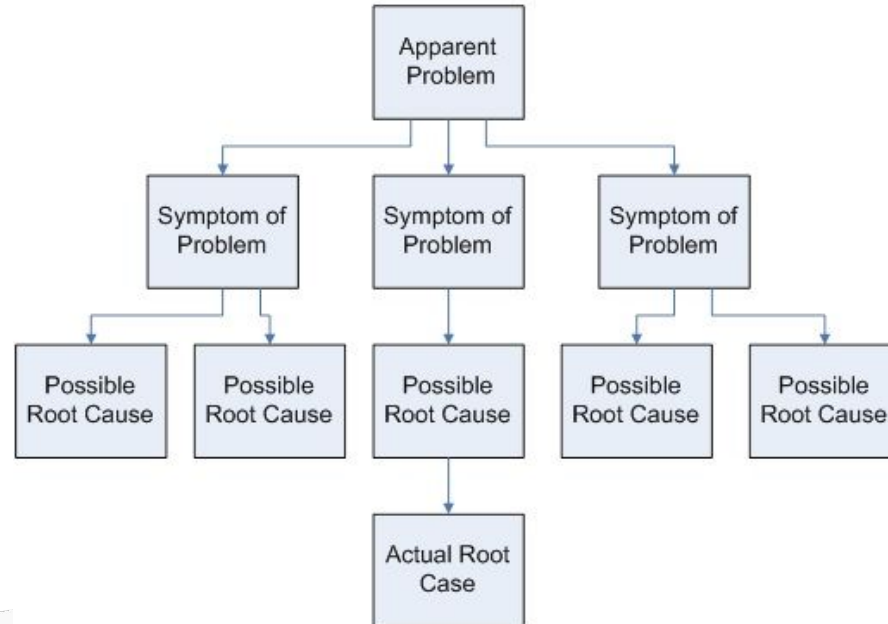 Apparent
Problem
Symptom of
Problem
Symptom of
Problem
Symptom of
Problem
Possible
Root Cause
Possible
Root Cause
Possible
Root Cause
Possible
Root Cause
Possible
Root Cause
Actual Root
Case